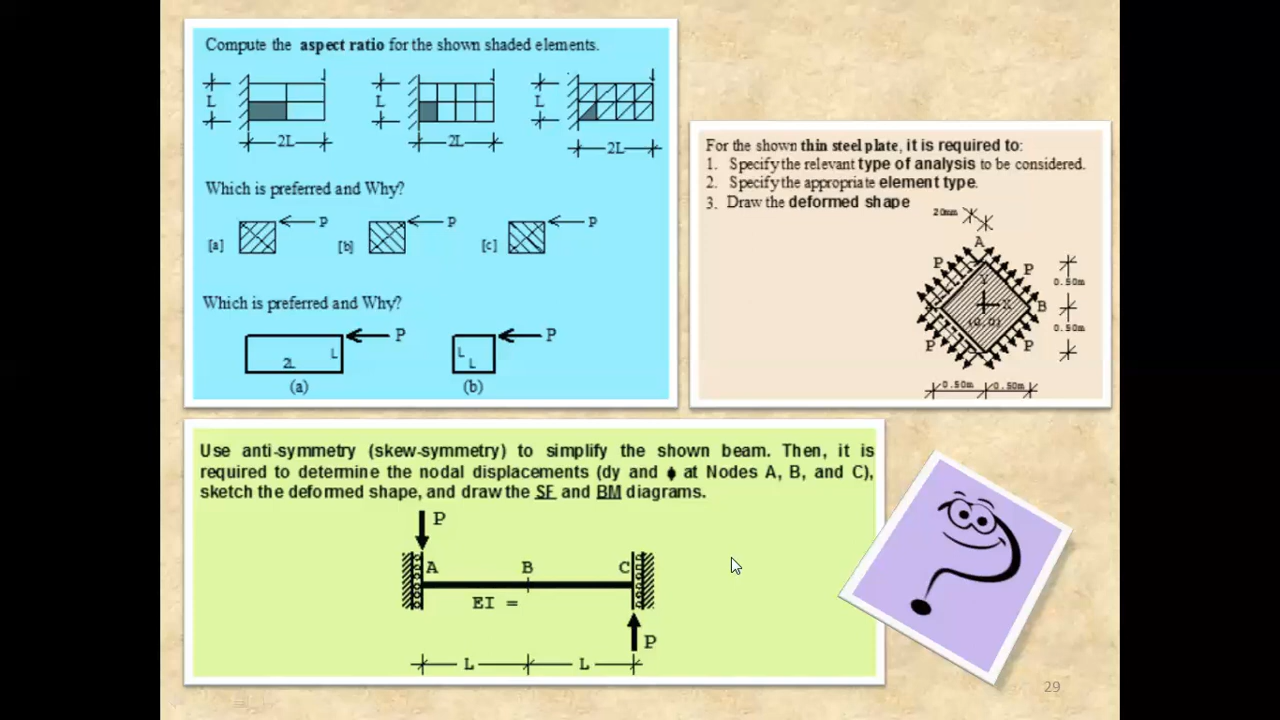 Compute the aspect ratio for the shown shaded elements.
L
2L
L
2L
L
2L
Which is preferred and Why?
[a]
P
[b]
P
[c]
P
Which is preferred and Why?
2L
L
P
(a)
L
L
P
(b)
For the shown thin steel plate, it is required to:
1. Specify the relevant type of analysis to be considered.
2. Specify the appropriate element type.
3. Draw the deformed shape
20mm
A
P
P
Y
X
B
(0,0)
P
P
0.50m
0.50m
0.50m
0.50m
Use anti-symmetry (skew-symmetry) to simplify the shown beam. Then, it is
required to determine the nodal displacements (dy and ϕ at Nodes A, B, and C),
sketch the deformed shape, and draw the SF and BM diagrams.
P
A
B
C
EI =
P
L
L
29